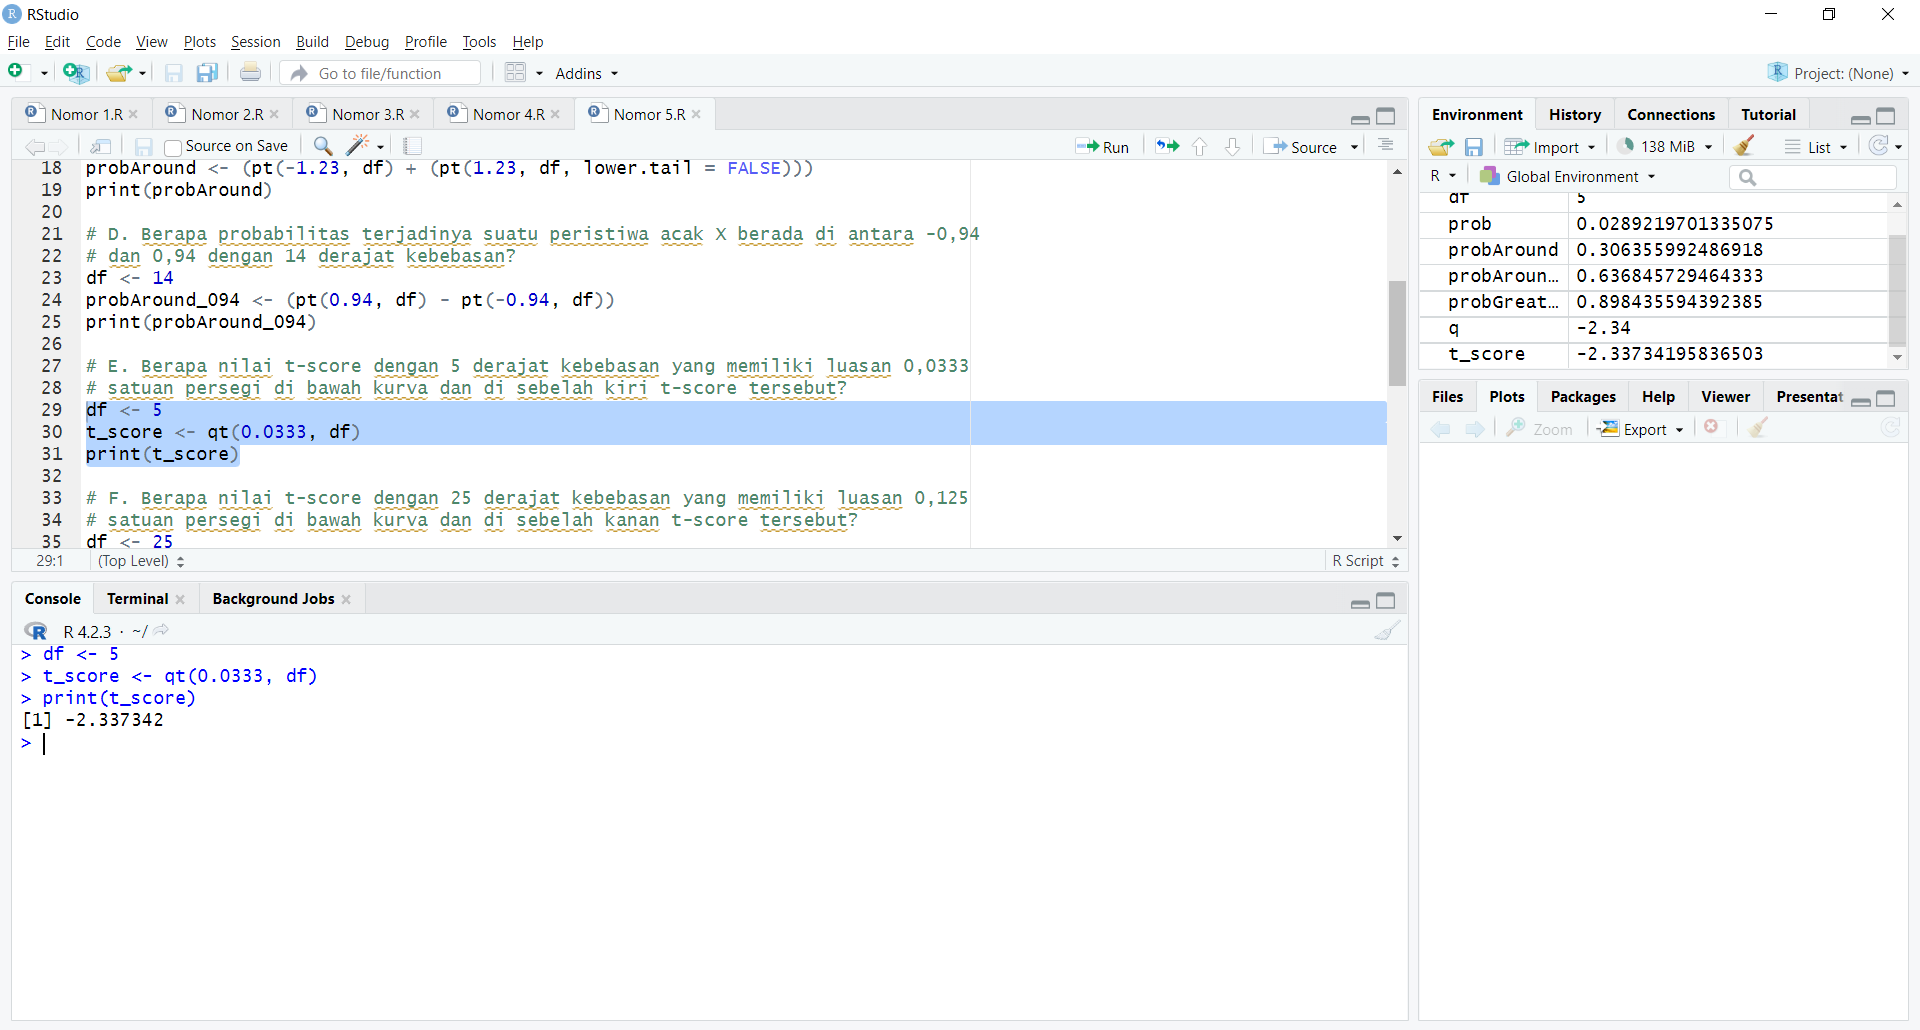 RStudio
File Edit Code View Plots Session Build Debug Profile Tools Help
Go to file/function Addins Project: (None)
Nomor 1.R Nomor 2.R Nomor 3.R Nomor 4.R Nomor 5.R
Source on Save Run Source
18 probAround <- (pt(-1.23, df) + (pt(1.23, df, lower.tail = FALSE)))
19 print(probAround)
20
21 # D. Berapa probabilitas terjadinya suatu peristiwa acak X berada di antara -0,94
22 # dan 0,94 dengan 14 derajat kebebasan?
23 df <- 14
24 probAround_094 <- (pt(0.94, df) - pt(-0.94, df))
25 print(probAround_094)
26
27 # E. Berapa nilai t-score dengan 5 derajat kebebasan yang memiliki luasan 0,0333
28 # satuan persegi di bawah kurva dan di sebelah kiri t-score tersebut?
29 df <- 5
30 t_score <- qt(0.0333, df)
31 print(t_score)
32
33 # F. Berapa nilai t-score dengan 25 derajat kebebasan yang memiliki luasan 0,125
34 # satuan persegi di bawah kurva dan di sebelah kanan t-score tersebut?
35 df <- 25
29:1 (Top Level) R Script
Console Terminal Background Jobs
R 4.2.3 · ~/
> df <- 5
> t_score <- qt(0.0333, df)
> print(t_score)
[1] -2.337342
>
Environment History Connections Tutorial
Import 138 MiB List
R Global Environment
df 5
prob 0.0289219701335075
probAround 0.306355992486918
probAroun… 0.636845729464333
probGreat… 0.898435594392385
q -2.34
t_score -2.33734195836503
Files Plots Packages Help Viewer Presentat
Zoom Export